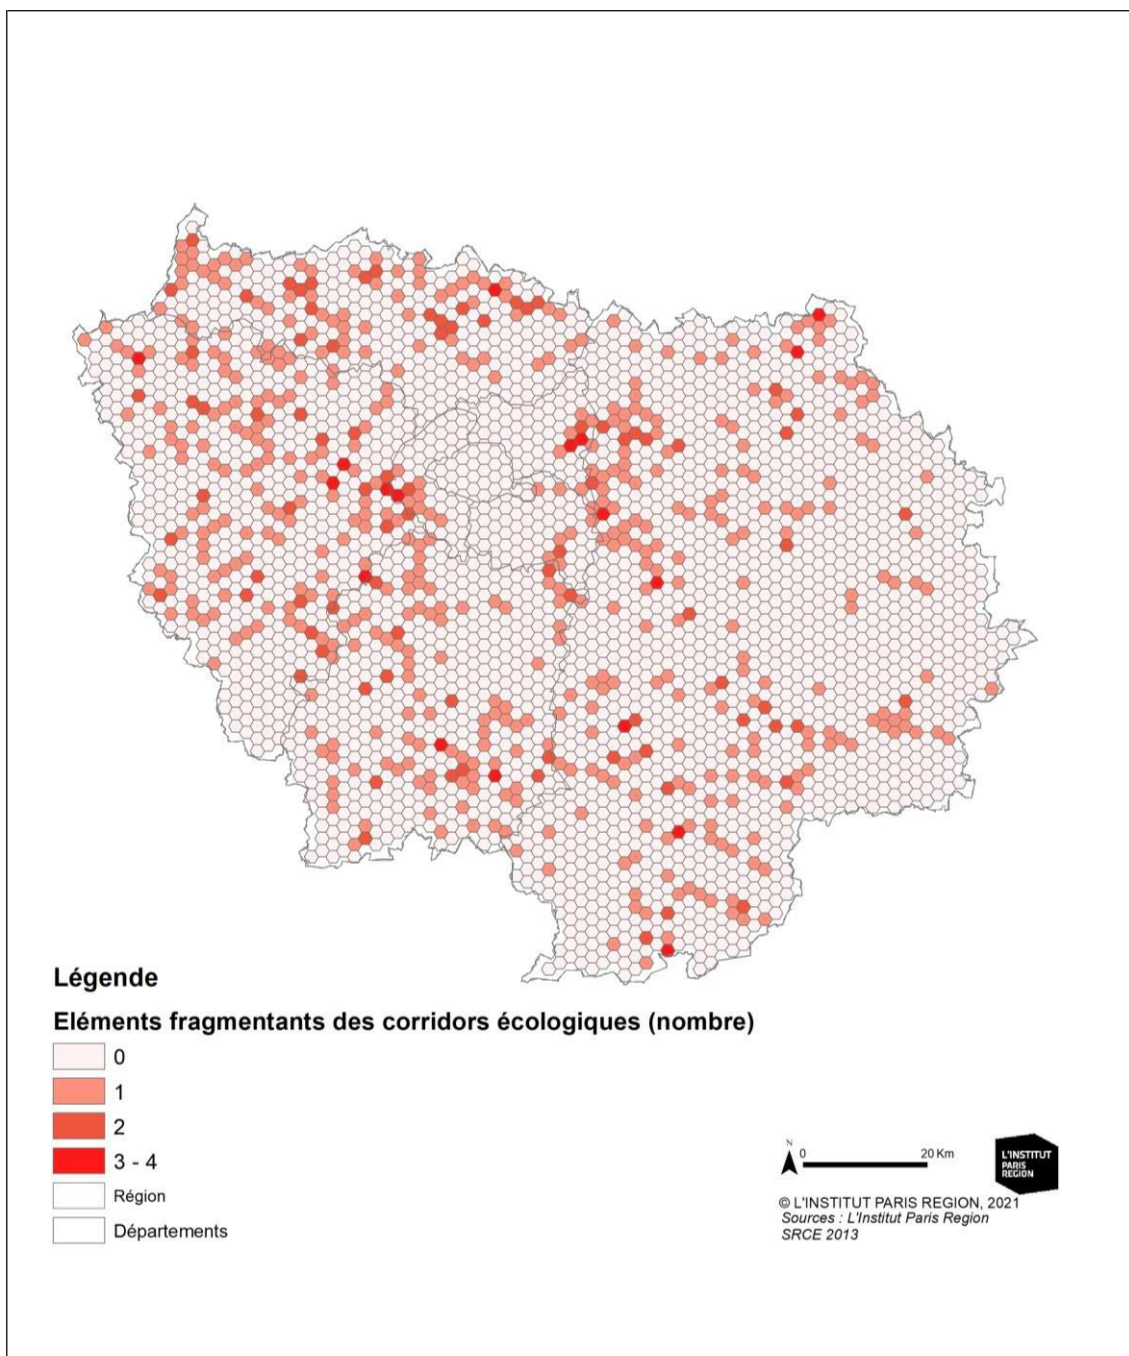 Légende
Eléments fragmentants des corridors écologiques (nombre)
0
1
2
3 - 4
Région
Départements
N
0 20 Km
L'INSTITUT
PARIS
REGION
© L'INSTITUT PARIS REGION, 2021
Sources : L'Institut Paris Region
SRCE 2013